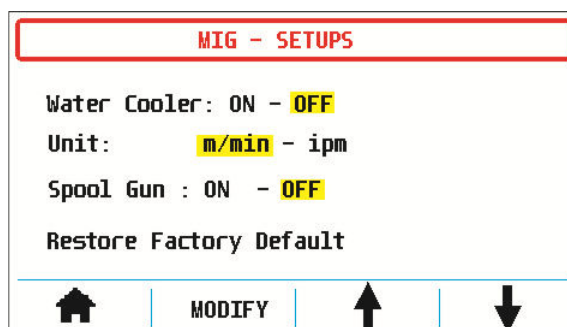 MIG - SETUPS
Water Cooler: ON - OFF
Unit: m/min - ipm
Spool Gun : ON - OFF
Restore Factory Default
MODIFY